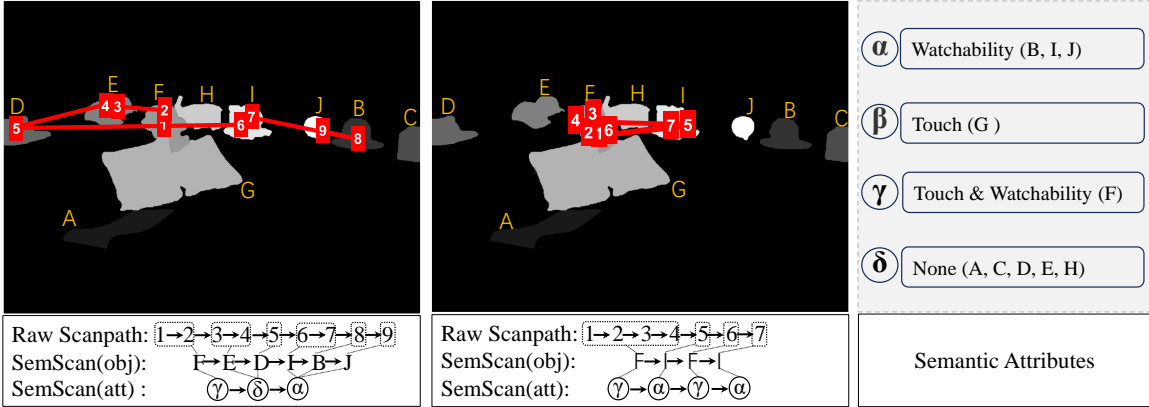 E F H I J B C D
4 3 2 1 5 6 7 9 8
G
A
Raw Scanpath: 1→2→3→4→5→6→7→8→9
SemScan(obj): F→E→D→I→B→J
SemScan(att) : γ→δ→α
D E F H I J B C
4 3 2 1 6 7 5
G
A
Raw Scanpath: 1→2→3→4→5→6→7
SemScan(obj): F→I→F→I
SemScan(att): γ→α→γ→α
α Watchability (B, I, J)
β Touch (G )
γ Touch & Watchability (F)
δ None (A, C, D, E, H)
Semantic Attributes